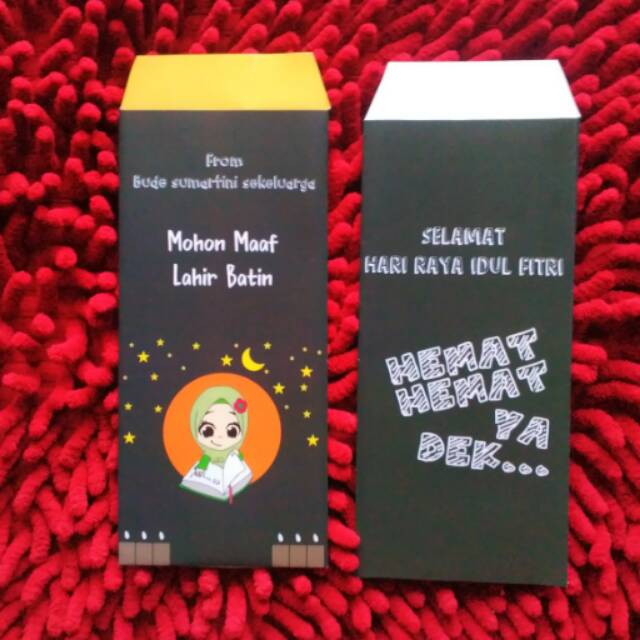 From
Bude sumartini sekeluarga
Mohon Maaf
Lahir Batin
SELAMAT
HARI RAYA IDUL FITRI
HEMAT
HEMAT
YA
DEK...